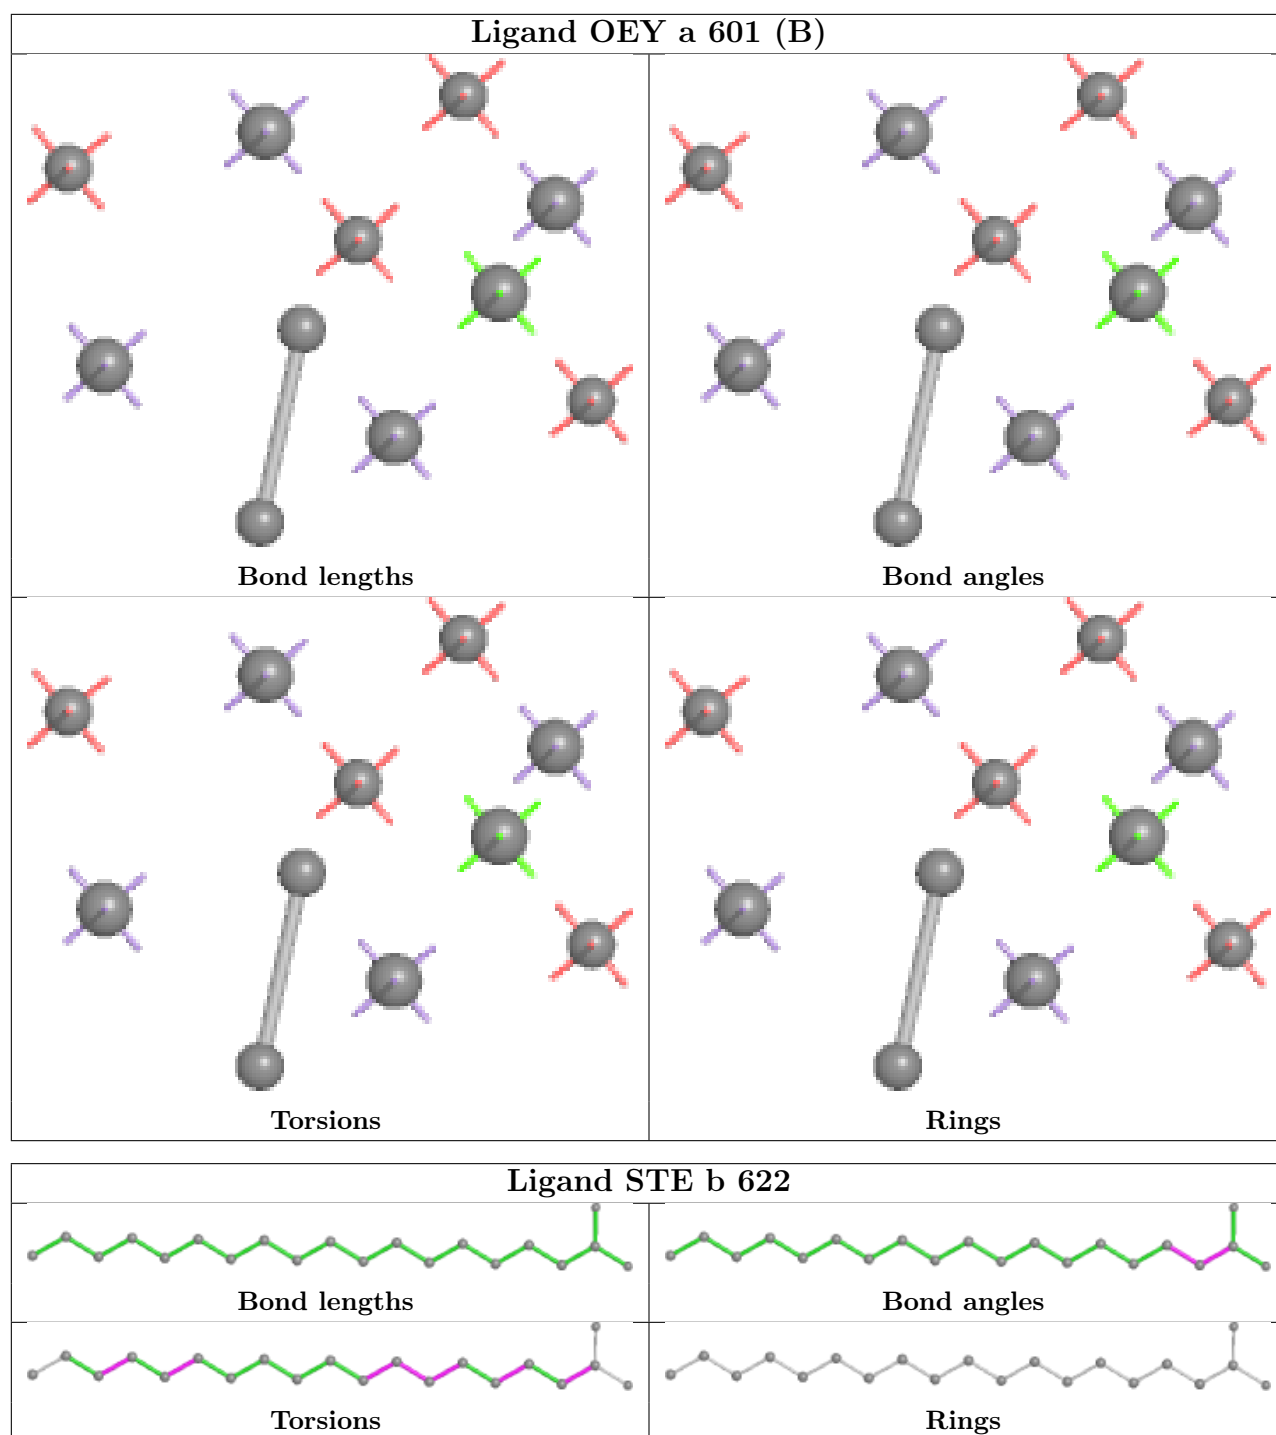 Ligand OEY a 601 (B)
Bond lengths
Bond angles
Torsions
Rings
Ligand STE b 622
Bond lengths
Bond angles
Torsions
Rings